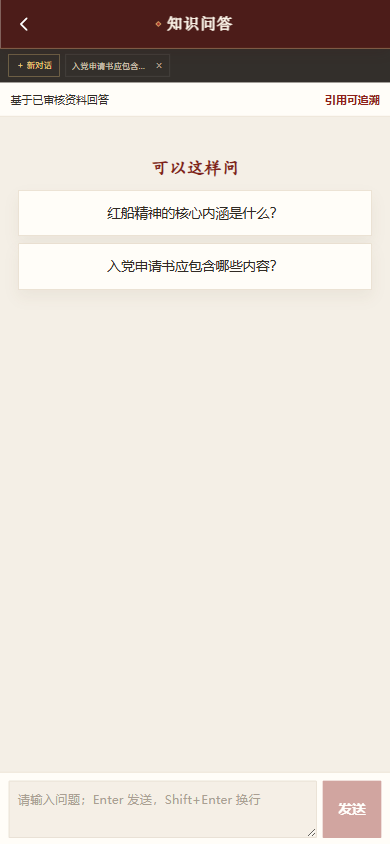 知识问答
+ 新对话 入党申请书应包含... ×
基于已审核资料回答 引用可追溯
可以这样问
红船精神的核心内涵是什么?
入党申请书应包含哪些内容?
请输入问题；Enter 发送，Shift+Enter 换行
发送